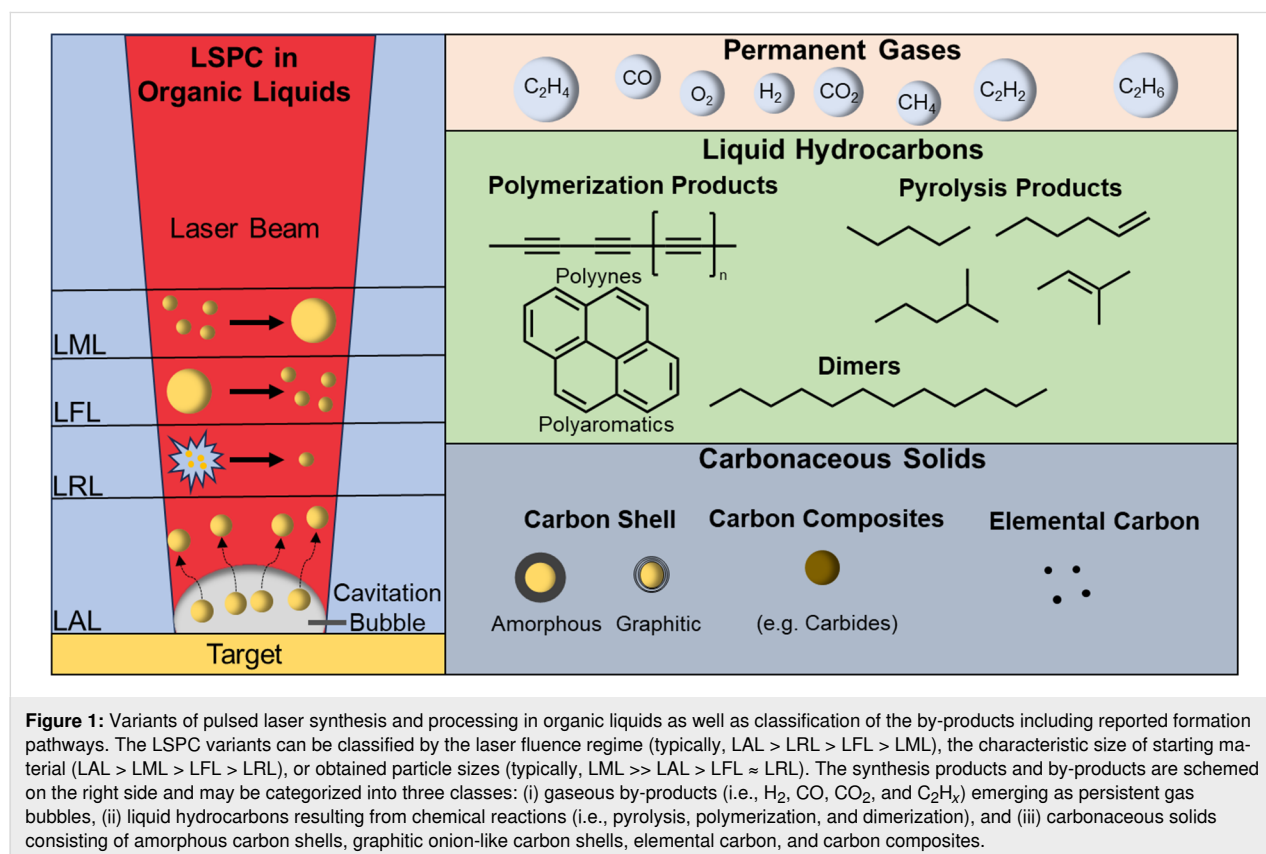 LSPC in
Organic Liquids
Laser Beam
LML
LFL
LRL
LAL
Cavitation
Bubble
Target
Permanent Gases
C₂H₄
CO
O₂
H₂
CO₂
CH₄
C₂H₂
C₂H₆
Liquid Hydrocarbons
Polymerization Products
n
Polyynes
Polyaromatics
Pyrolysis Products
Dimers
Carbonaceous Solids
Carbon Shell
Amorphous
Graphitic
Carbon Composites
(e.g. Carbides)
Elemental Carbon
Figure 1: Variants of pulsed laser synthesis and processing in organic liquids as well as classification of the by-products including reported formation
pathways. The LSPC variants can be classified by the laser fluence regime (typically, LAL > LRL > LFL > LML), the characteristic size of starting ma-
terial (LAL > LML > LFL > LRL), or obtained particle sizes (typically, LML >> LAL > LFL ≈ LRL). The synthesis products and by-products are schemed
on the right side and may be categorized into three classes: (i) gaseous by-products (i.e., H₂, CO, CO₂, and C₂Hₓ) emerging as persistent gas
bubbles, (ii) liquid hydrocarbons resulting from chemical reactions (i.e., pyrolysis, polymerization, and dimerization), and (iii) carbonaceous solids
consisting of amorphous carbon shells, graphitic onion-like carbon shells, elemental carbon, and carbon composites.